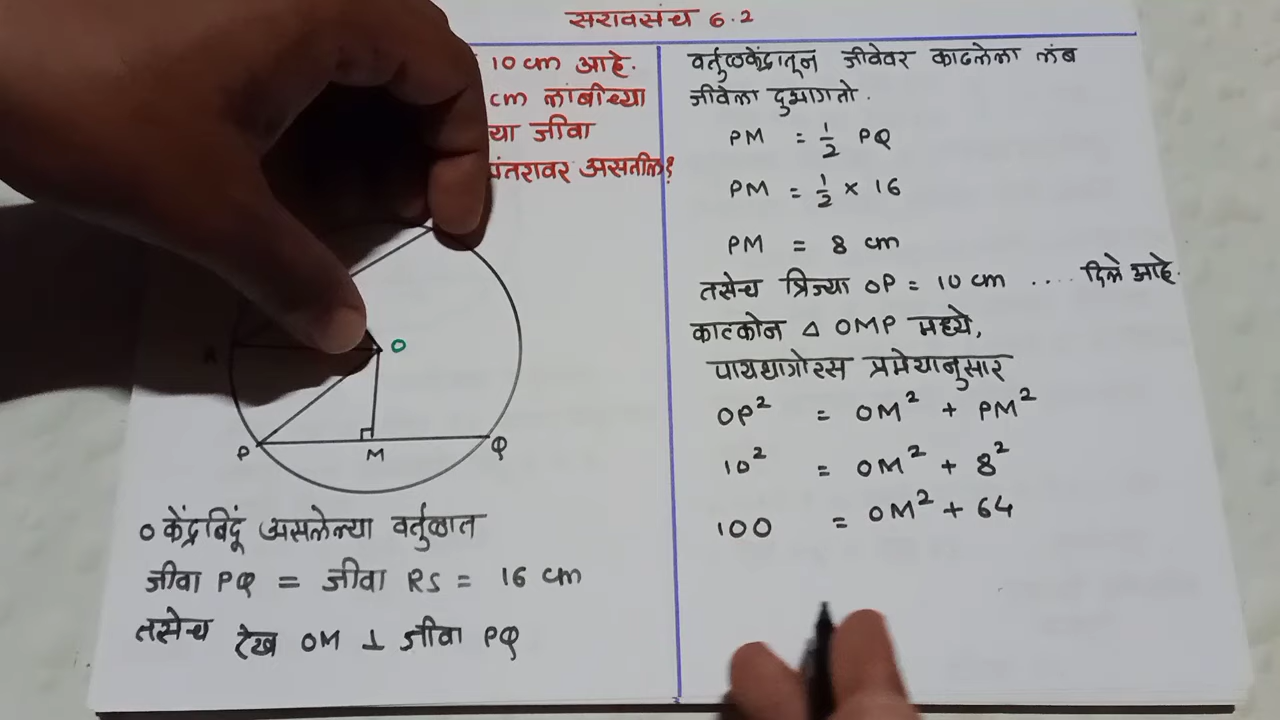 सरावसंच 6.2
10 cm आहे.
cm लांबीच्या
या जीवा
असतील?
R
O
P
M
Q
O केंद्रबिंदू असलेल्या वर्तुळात
जीवा PQ = जीवा RS = 16 cm
तसेच रेख OM ⊥ जीवा PQ
वर्तुळकेंद्रातून जीवेवर काढलेला लंब
जीवेला दुभागतो.
PM = 1/2 PQ
PM = 1/2 × 16
PM = 8 cm
तसेच त्रिज्या OP = 10 cm .... दिले आहे.
काटकोन △ OMP मध्ये,
पायथागोरस प्रमेयानुसार
OP² = OM² + PM²
10² = OM² + 8²
100 = OM² + 64